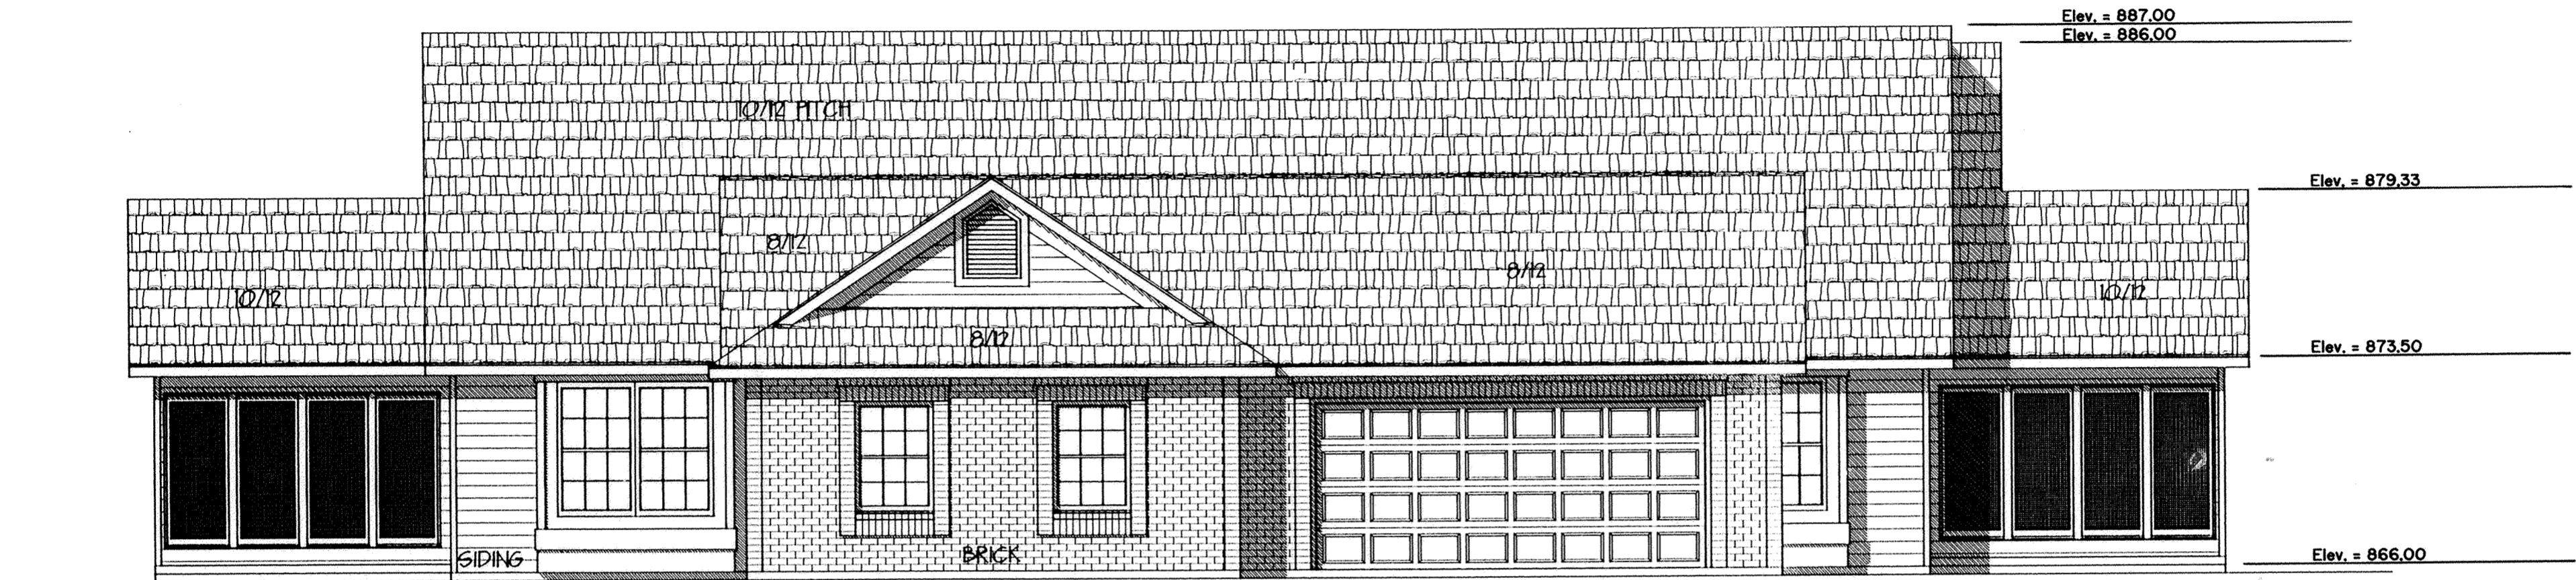 Elev. = 887.00
Elev. = 886.00
10/12 PITCH
Elev. = 879.33
8/12
8/12
10/12
10/12
8/12
Elev. = 873.50
SIDING
BRICK
Elev. = 866.00